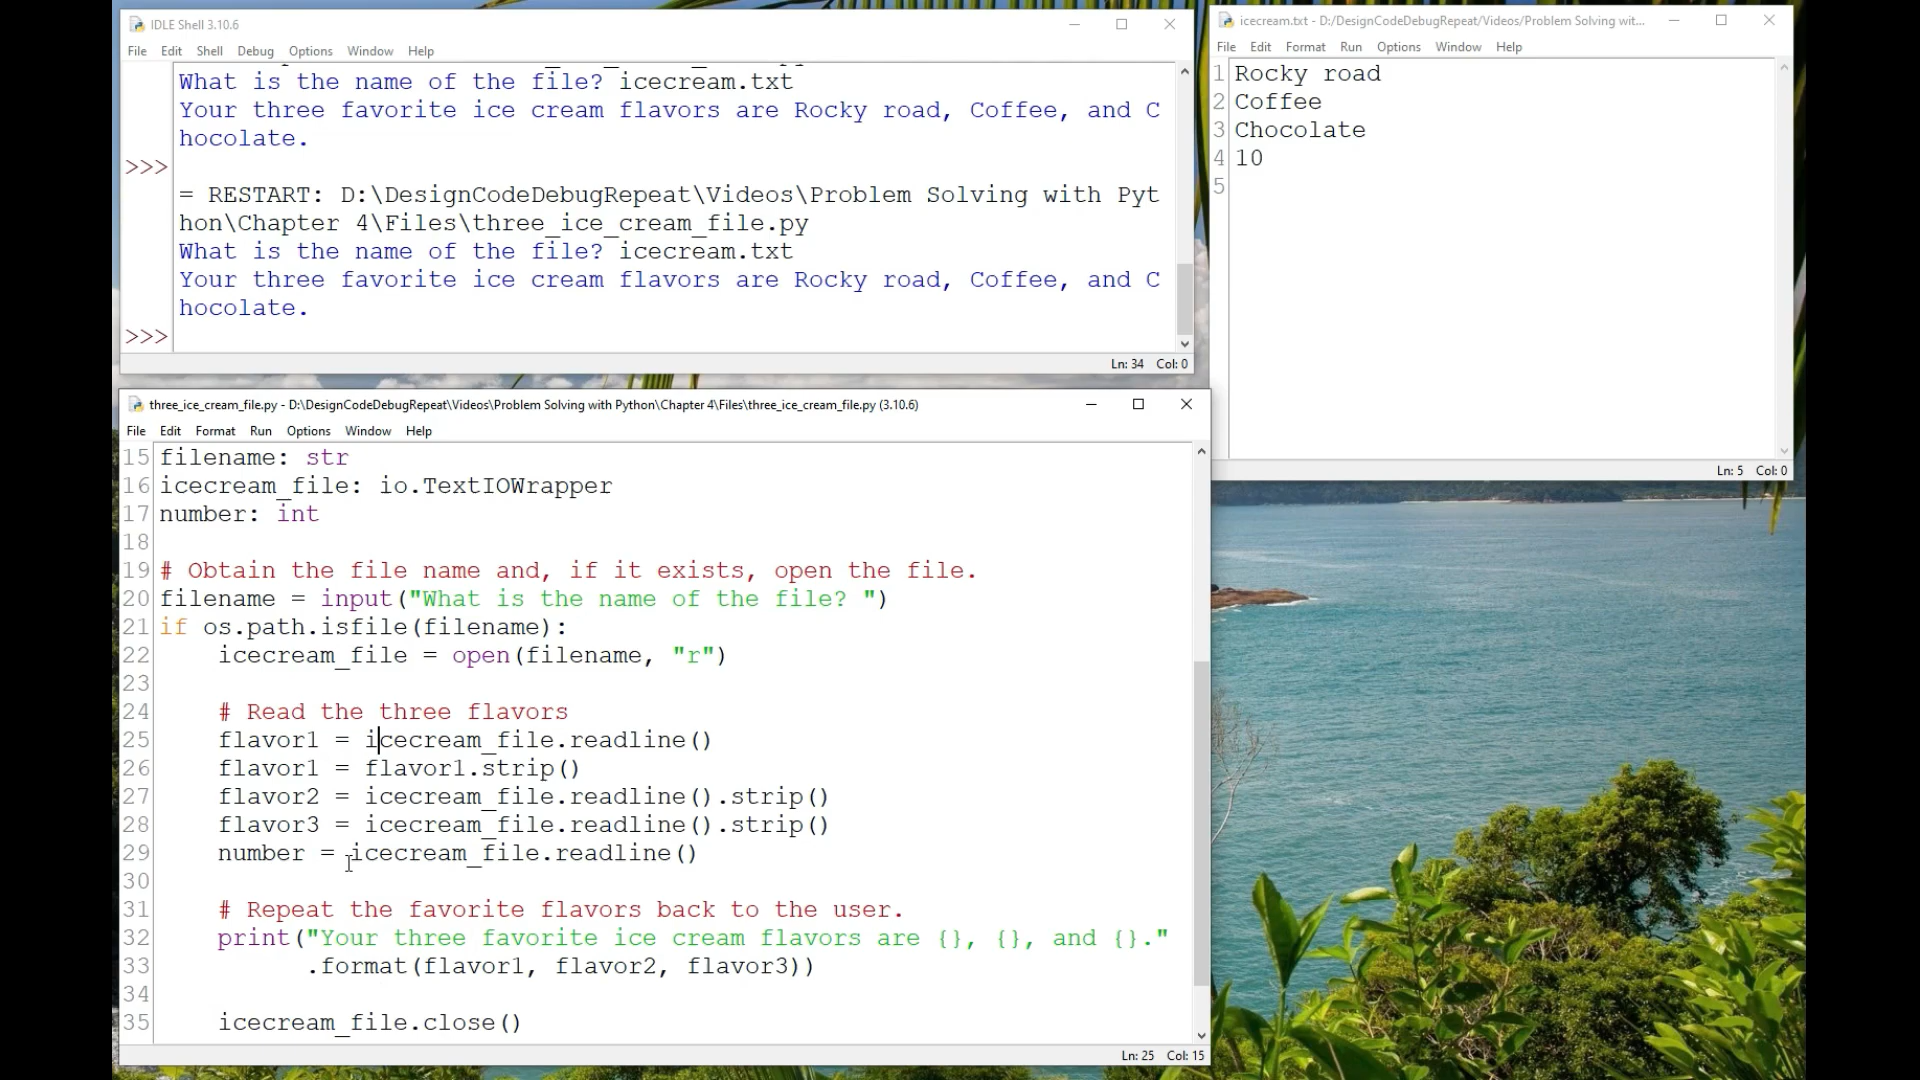 IDLE Shell 3.10.6
File Edit Shell Debug Options Window Help
What is the name of the file? icecream.txt
Your three favorite ice cream flavors are Rocky road, Coffee, and C
hocolate.
>>>
= RESTART: D:\DesignCodeDebugRepeat\Videos\Problem Solving with Pyt
hon\Chapter 4\Files\three_ice_cream_file.py
What is the name of the file? icecream.txt
Your three favorite ice cream flavors are Rocky road, Coffee, and C
hocolate.
>>>
Ln: 34 Col: 0
icecream.txt - D:/DesignCodeDebugRepeat/Videos/Problem Solving wit...
File Edit Format Run Options Window Help
1 Rocky road
2 Coffee
3 Chocolate
4 10
5
Ln: 5 Col: 0
three_ice_cream_file.py - D:\DesignCodeDebugRepeat\Videos\Problem Solving with Python\Chapter 4\Files\three_ice_cream_file.py (3.10.6)
File Edit Format Run Options Window Help
15 filename: str
16 icecream_file: io.TextIOWrapper
17 number: int
18
19 # Obtain the file name and, if it exists, open the file.
20 filename = input("What is the name of the file? ")
21 if os.path.isfile(filename):
22     icecream_file = open(filename, "r")
23
24     # Read the three flavors
25     flavor1 = icecream_file.readline()
26     flavor1 = flavor1.strip()
27     flavor2 = icecream_file.readline().strip()
28     flavor3 = icecream_file.readline().strip()
29     number = icecream_file.readline()
30
31     # Repeat the favorite flavors back to the user.
32     print("Your three favorite ice cream flavors are {}, {}, and {}."
33           .format(flavor1, flavor2, flavor3))
34
35     icecream_file.close()
Ln: 25 Col: 15